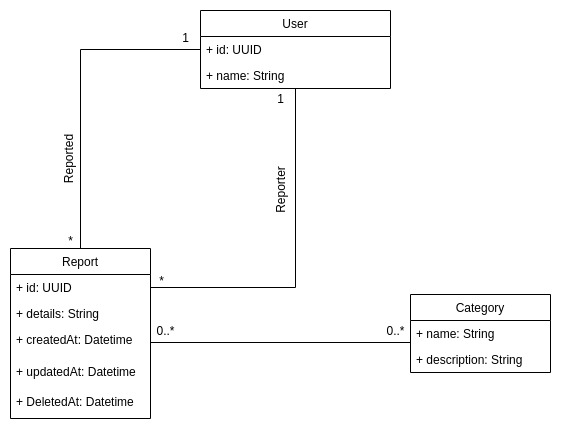 User
+ id: UUID
+ name: String
1
1
Reported
Reporter
*
*
Report
+ id: UUID
+ details: String
+ createdAt: Datetime
+ updatedAt: Datetime
+ DeletedAt: Datetime
0..*
0..*
Category
+ name: String
+ description: String